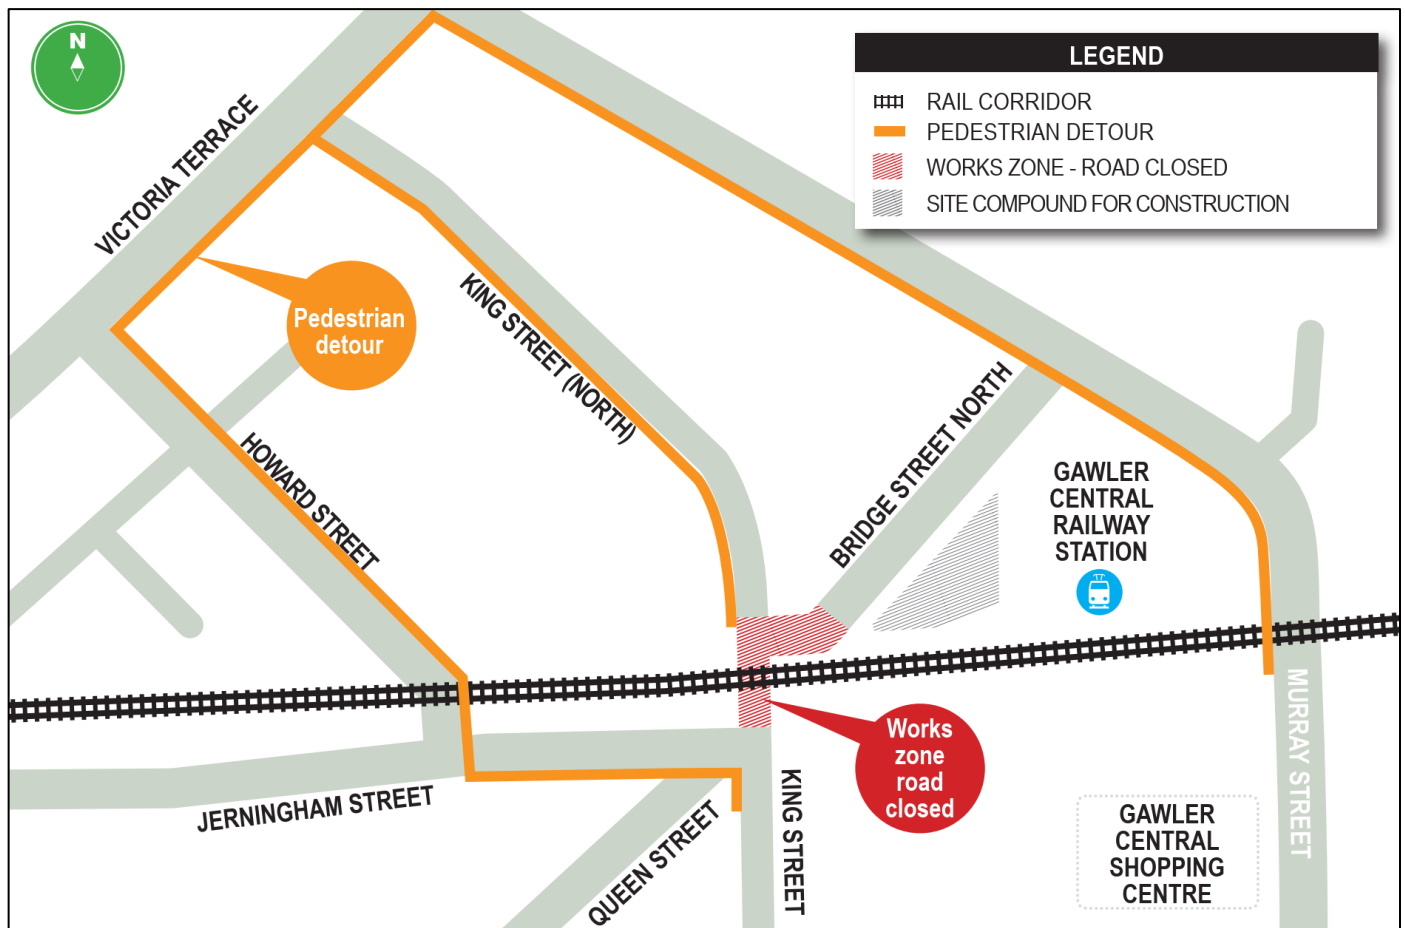 N
LEGEND
RAIL CORRIDOR
PEDESTRIAN DETOUR
WORKS ZONE - ROAD CLOSED
SITE COMPOUND FOR CONSTRUCTION
VICTORIA TERRACE
Pedestrian
detour
KING STREET (NORTH)
BRIDGE STREET NORTH
HOWARD STREET
GAWLER
CENTRAL
RAILWAY
STATION
Works
zone
road
closed
MURRAY STREET
JERNINGHAM STREET
QUEEN STREET
KING STREET
GAWLER
CENTRAL
SHOPPING
CENTRE